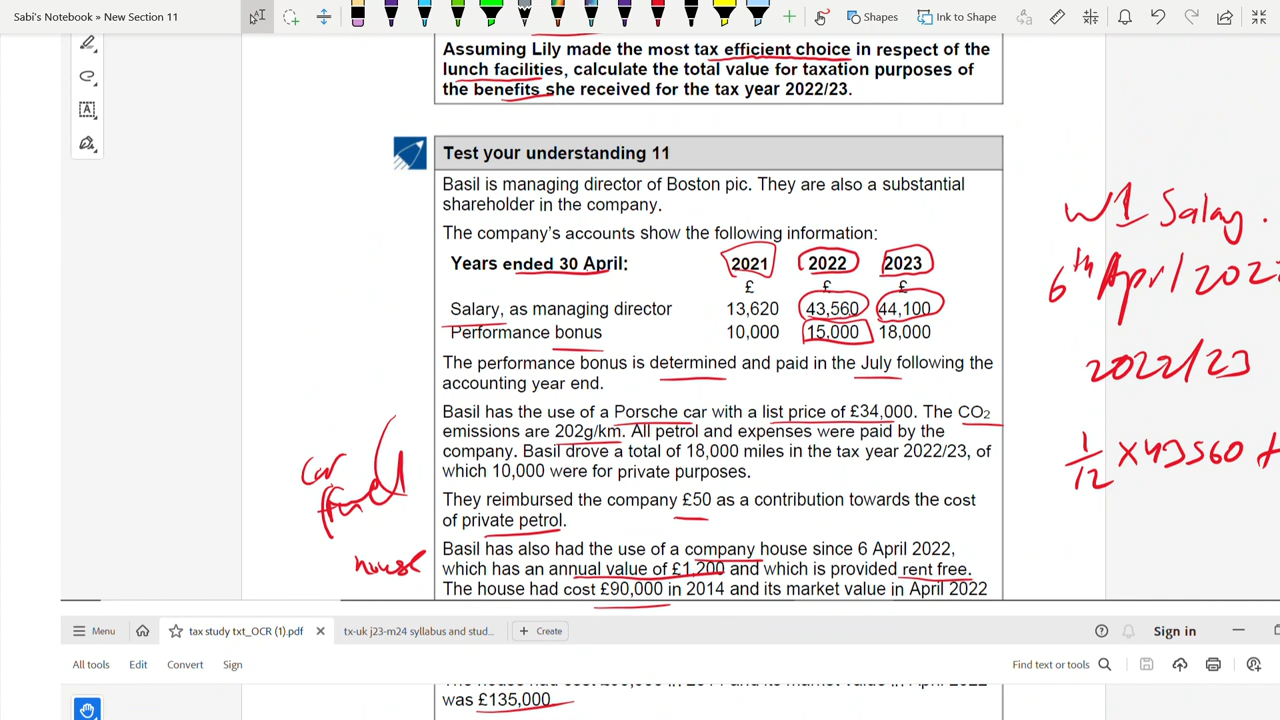 Sabi's Notebook » New Section 11
Shapes
Ink to Shape
Assuming Lily made the most tax efficient choice in respect of the
lunch facilities, calculate the total value for taxation purposes of
the benefits she received for the tax year 2022/23.
Test your understanding 11
Basil is managing director of Boston pic. They are also a substantial
shareholder in the company.
The company's accounts show the following information:
Years ended 30 April: 2021 2022 2023
£ £ £
Salary, as managing director 13,620 43,560 44,100
Performance bonus 10,000 15,000 18,000
The performance bonus is determined and paid in the July following the
accounting year end.
Basil has the use of a Porsche car with a list price of £34,000. The CO2
emissions are 202g/km. All petrol and expenses were paid by the
company. Basil drove a total of 18,000 miles in the tax year 2022/23, of
which 10,000 were for private purposes.
They reimbursed the company £50 as a contribution towards the cost
of private petrol.
Basil has also had the use of a company house since 6 April 2022,
which has an annual value of £1,200 and which is provided rent free.
The house had cost £90,000 in 2014 and its market value in April 2022
car
house
W1 Salary.
6th April 202
2022/23
1/12 × 43560 +
Menu
tax study txt_OCR (1).pdf
tx-uk j23-m24 syllabus and stud...
Create
Sign in
All tools Edit Convert Sign
Find text or tools
was £135,000